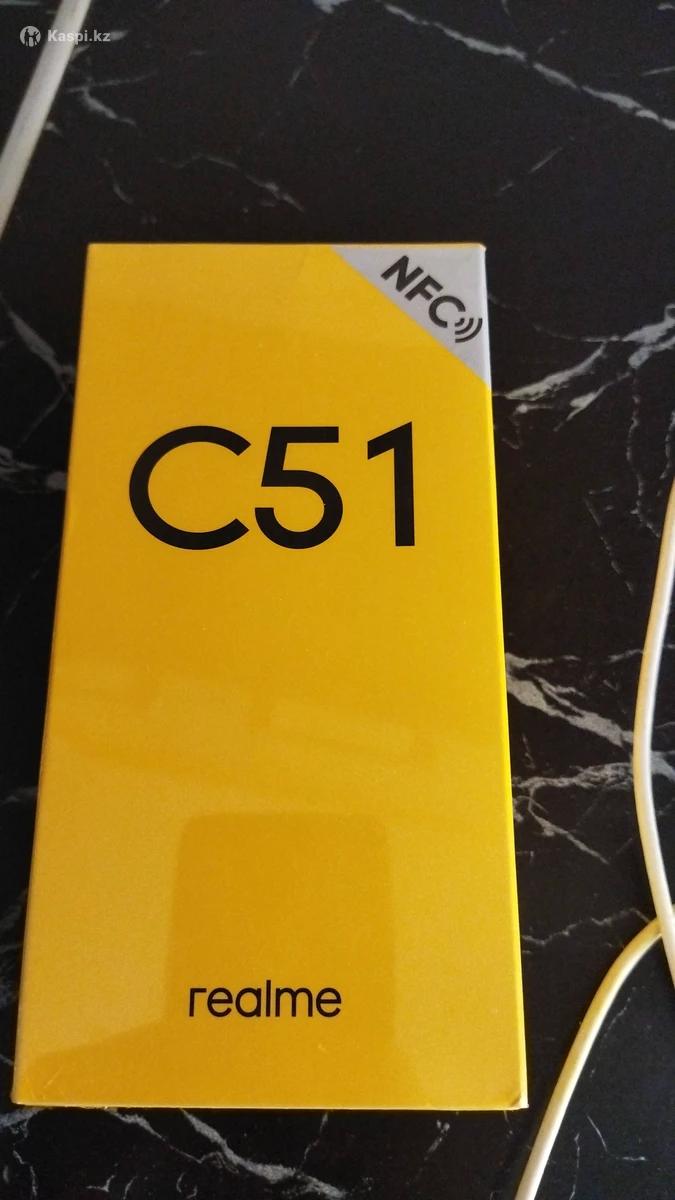 Kaspi.kz
NFC
C51
realme